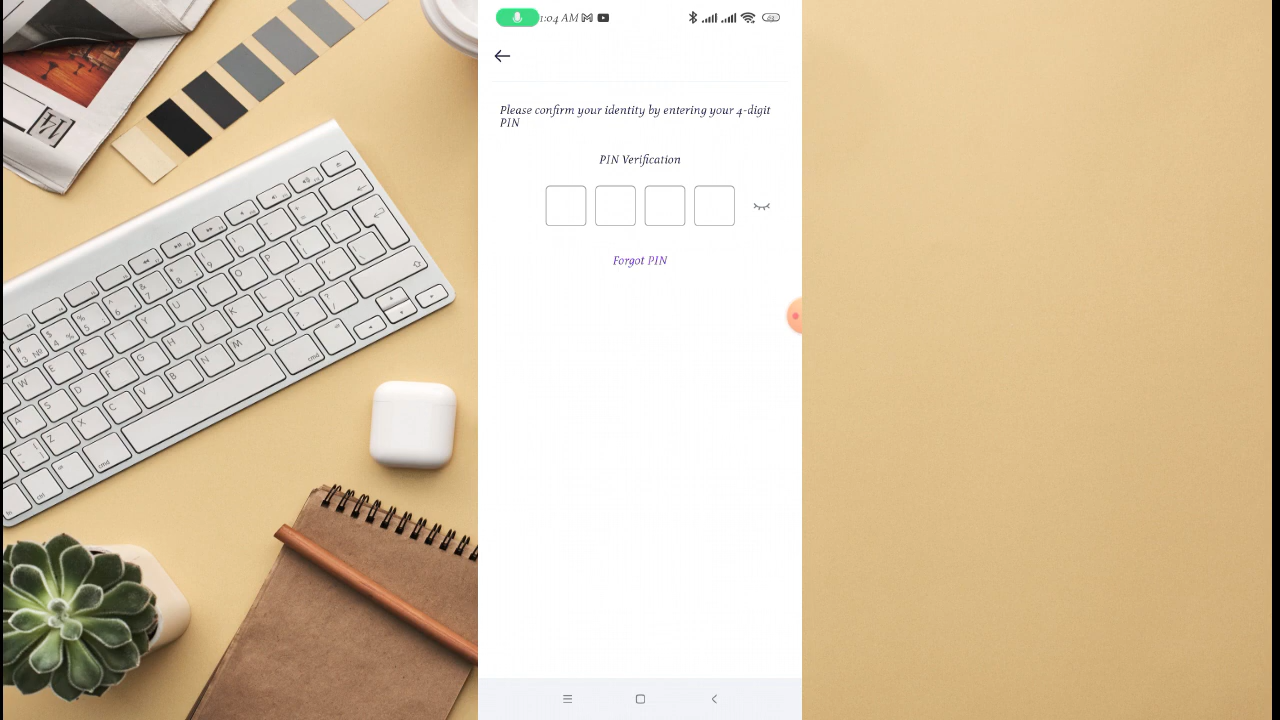 1:04 AM
Please confirm your identity by entering your 4-digit
PIN
PIN Verification
Forgot PIN